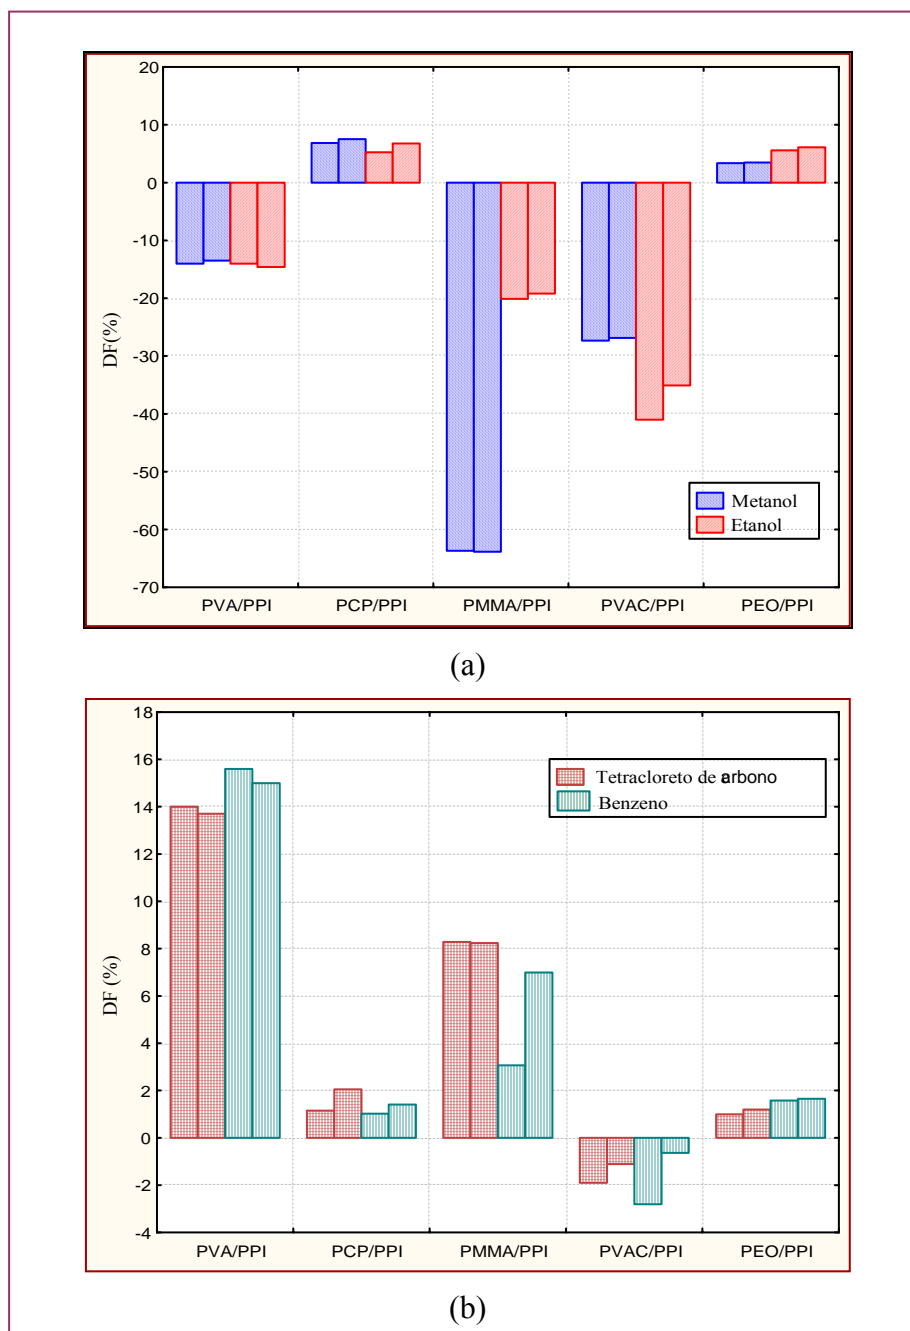 20
10
0
-10
-20
-30
-40
-50
-60
-70
DF(%)
Metanol
Etanol
PVA/PPI PCP/PPI PMMA/PPI PVAC/PPI PEO/PPI
(a)
18
16
14
12
10
8
6
4
2
0
-2
-4
DF (%)
Tetracloreto de arbono
Benzeno
PVA/PPI PCP/PPI PMMA/PPI PVAC/PPI PEO/PPI
(b)